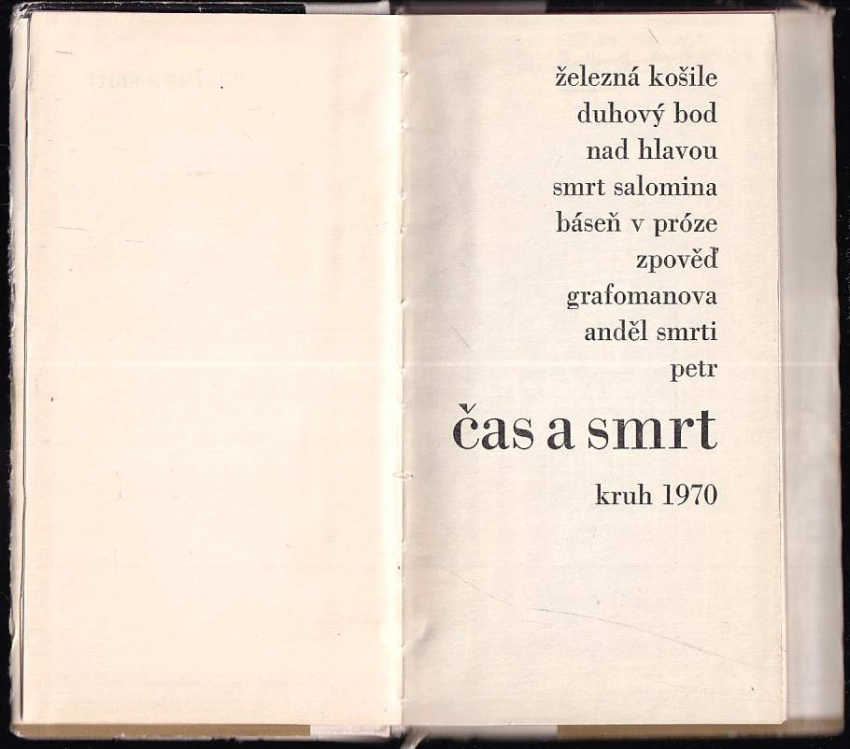 železná košile
duhový bod
nad hlavou
smrt salomina
báseň v próze
zpověď
grafomanova
anděl smrti
petr
čas a smrt
kruh 1970